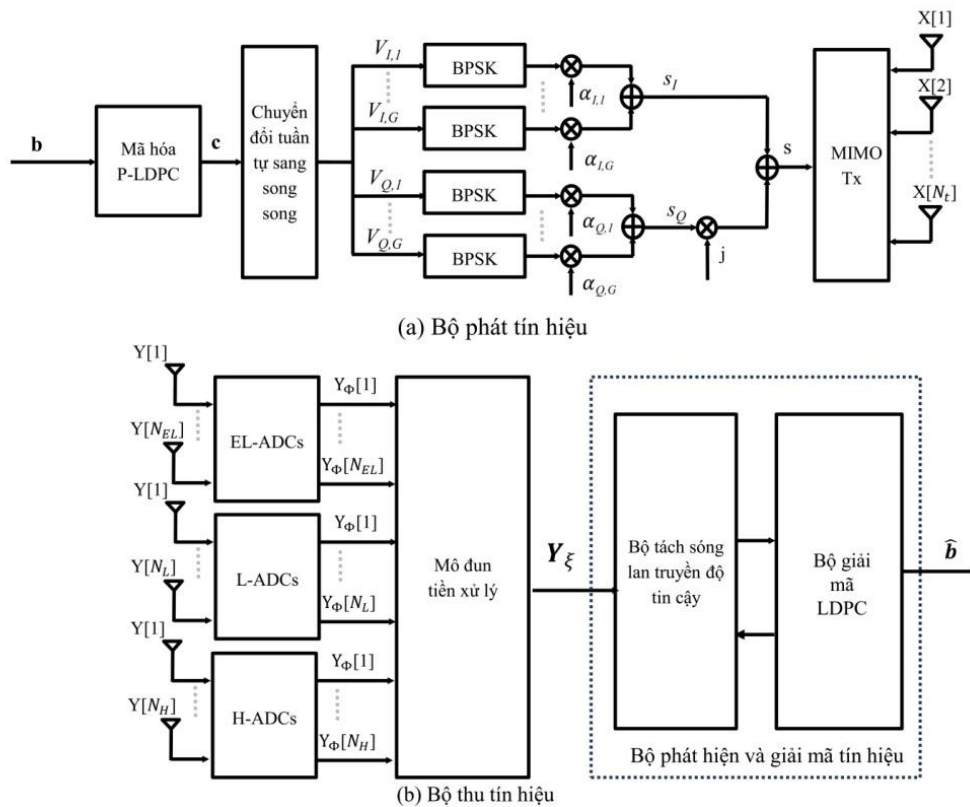 b
Mã hóa
P-LDPC
c
Chuyển
đổi tuần
tự sang
song
song
V_{I,1}
V_{I,G}
V_{Q,1}
V_{Q,G}
BPSK
BPSK
BPSK
BPSK
α_{I,1}
α_{I,G}
α_{Q,1}
α_{Q,G}
s_I
s_Q
j
s
MIMO
Tx
X[1]
X[2]
X[N_t]
(a) Bộ phát tín hiệu
Y[1]
Y[N_{EL}]
Y[1]
Y[N_L]
Y[1]
Y[N_H]
EL-ADCs
L-ADCs
H-ADCs
Y_Φ[1]
Y_Φ[N_{EL}]
Y_Φ[1]
Y_Φ[N_L]
Y_Φ[1]
Y_Φ[N_H]
Mô đun
tiền xử lý
Y_ξ
Bộ tách sóng
lan truyền độ
tin cậy
Bộ giải
mã
LDPC
b̂
Bộ phát hiện và giải mã tín hiệu
(b) Bộ thu tín hiệu